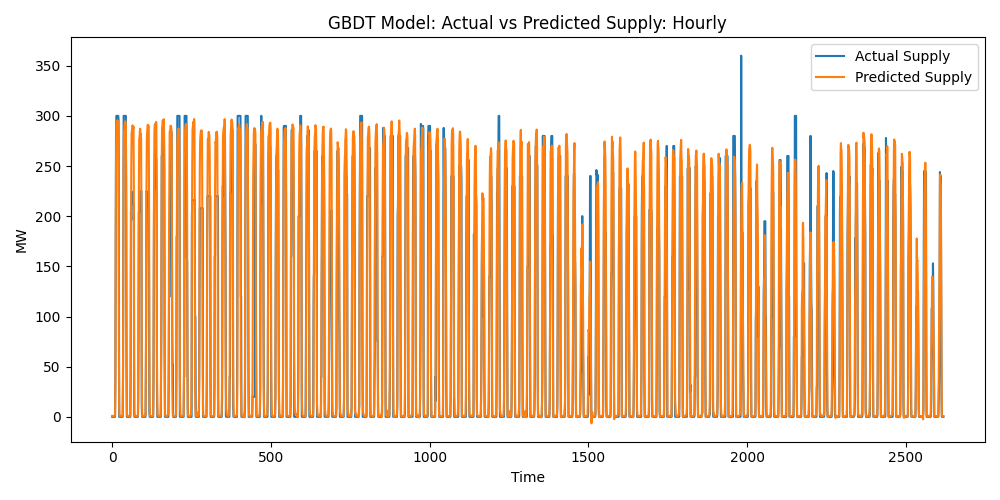 GBDT Model: Actual vs Predicted Supply: Hourly
Actual Supply
Predicted Supply
MW
350
300
250
200
150
100
50
0
0 500 1000 1500 2000 2500
Time